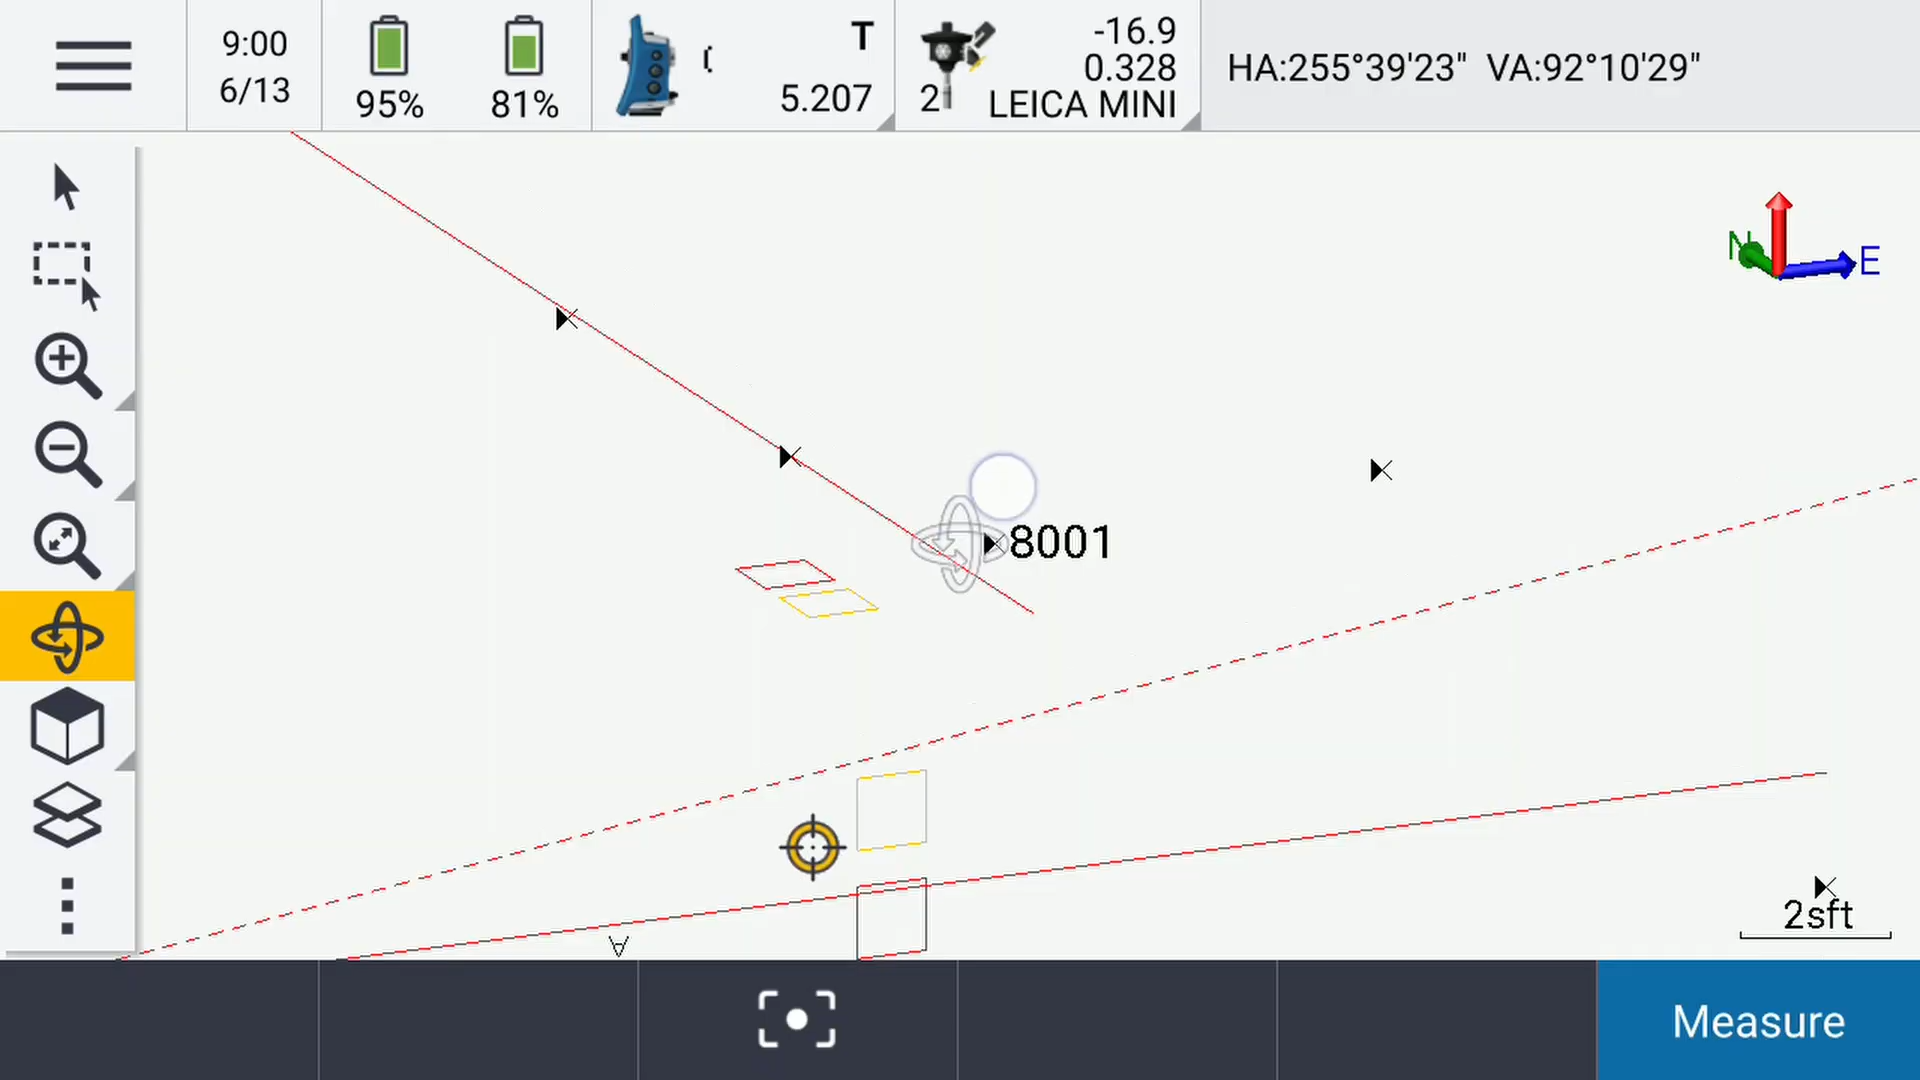 9:00
6/13
95%
81%
T
5.207
-16.9
0.328
2
LEICA MINI
HA:255°39'23" VA:92°10'29"
N
E
8001
2sft
Measure